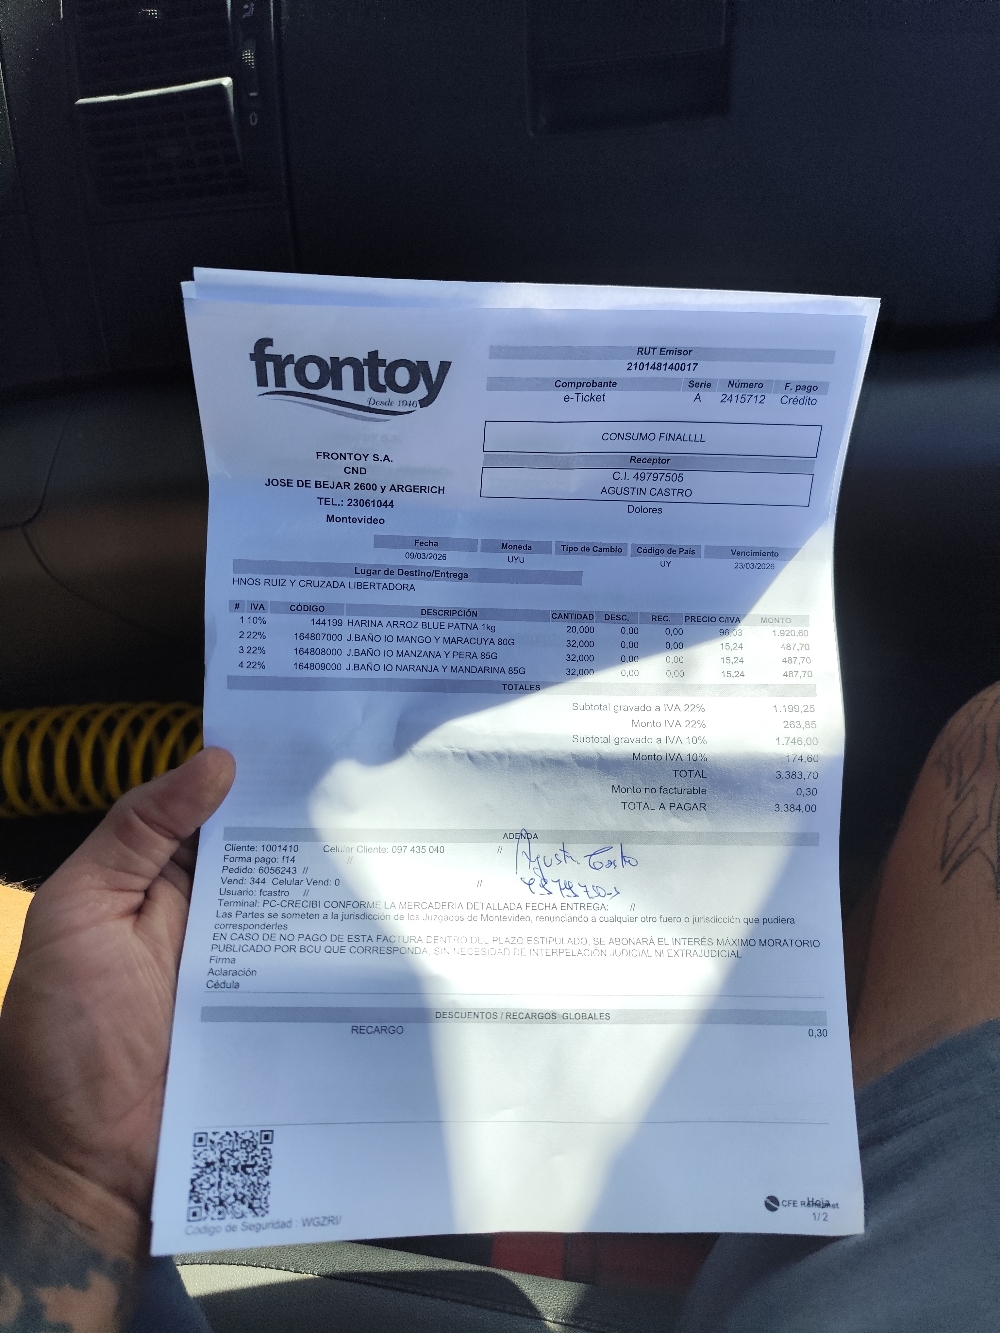 frontoy
Desde 1946
FRONTOY S.A.
CND
JOSE DE BEJAR 2600 y ARGERICH
TEL.: 23061044
Montevideo
RUT Emisor
210148140017
Comprobante Serie Número F. pago
e-Ticket A 2415712 Crédito
CONSUMO FINALLLL
Receptor
C.I. 49797505
AGUSTIN CASTRO
Dolores
Fecha Moneda Tipo de Cambio Código de País Vencimiento
09/03/2026 UYU UY 23/03/2026
Lugar de Destino/Entrega
HNOS RUIZ Y CRUZADA LIBERTADORA
# IVA CÓDIGO DESCRIPCIÓN CANTIDAD DESC. REC. PRECIO C/IVA MONTO
1 10% 144199 HARINA ARROZ BLUE PATNA 1kg 20,000 0,00 0,00 96,03 1.920,60
2 22% 164807000 J.BAÑO IO MANGO Y MARACUYA 80G 32,000 0,00 0,00 15,24 487,70
3 22% 164808000 J.BAÑO IO MANZANA Y PERA 85G 32,000 0,00 0,00 15,24 487,70
4 22% 164809000 J.BAÑO IO NARANJA Y MANDARINA 85G 32,000 0,00 0,00 15,24 487,70
TOTALES
Subtotal gravado a IVA 22% 1.199,25
Monto IVA 22% 263,85
Subtotal gravado a IVA 10% 1.746,00
Monto IVA 10% 174,60
TOTAL 3.383,70
Monto no facturable 0,30
TOTAL A PAGAR 3.384,00
ADENDA
Cliente: 1001410 Celular Cliente: 097 435 040 //
Forma pago: f14 //
Agustin Castro
Pedido: 6056243 //
Vend: 344 Celular Vend: 0 //
Usuario: fcastro //
Terminal: PC-CRECIBI CONFORME LA MERCADERIA DETALLADA FECHA ENTREGA: //
Las Partes se someten a la jurisdicción de los Juzgados de Montevideo, renunciando a cualquier otro fuero o jurisdicción que pudiera
corresponderles
EN CASO DE NO PAGO DE ESTA FACTURA DENTRO DEL PLAZO ESTIPULADO, SE ABONARÁ EL INTERÉS MÁXIMO MORATORIO
PUBLICADO POR BCU QUE CORRESPONDA, SIN NECESIDAD DE INTERPELACIÓN JUDICIAL NI EXTRAJUDICIAL
Firma
Aclaración
Cédula
DESCUENTOS / RECARGOS GLOBALES
RECARGO 0,30
Código de Seguridad : WGZRI/
CFE Hoja
1/2